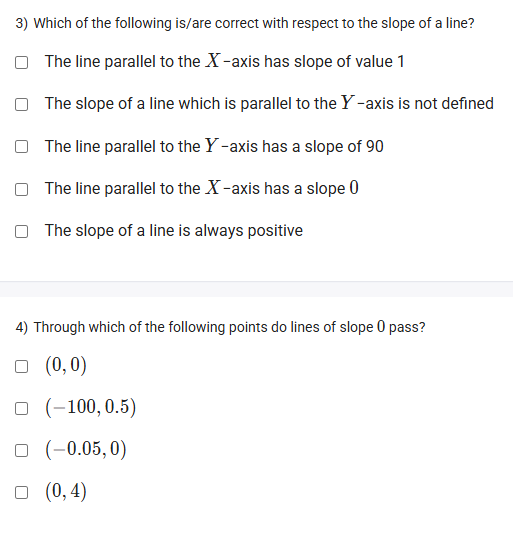 3) Which of the following is/are correct with respect to the slope of a line?
The line parallel to the X-axis has slope of value 1
The slope of a line which is parallel to the Y-axis is not defined
The line parallel to the Y-axis has a slope of 90
The line parallel to the X-axis has a slope 0
The slope of a line is always positive
4) Through which of the following points do lines of slope 0 pass?
(0, 0)
(−100, 0.5)
(−0.05, 0)
(0, 4)